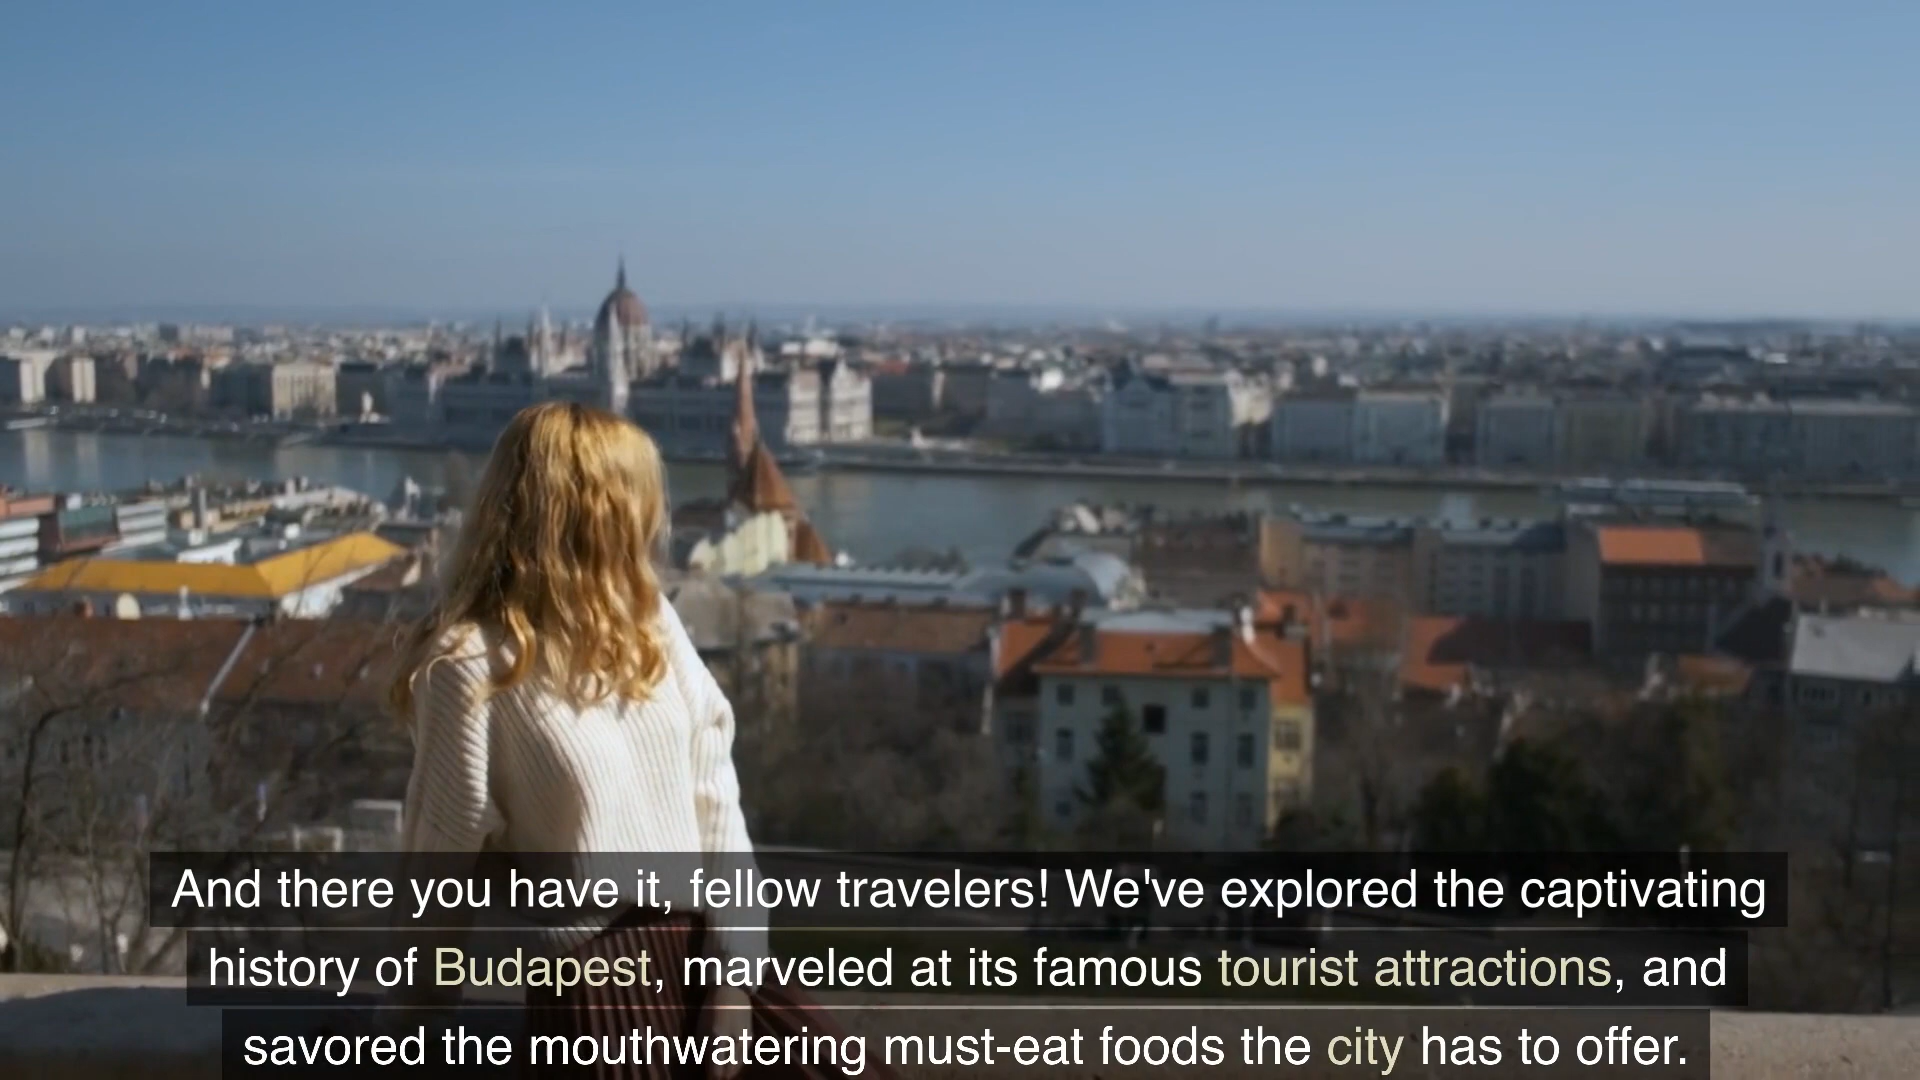 And there you have it, fellow travelers! We've explored the captivating
history of Budapest, marveled at its famous tourist attractions, and
savored the mouthwatering must-eat foods the city has to offer.